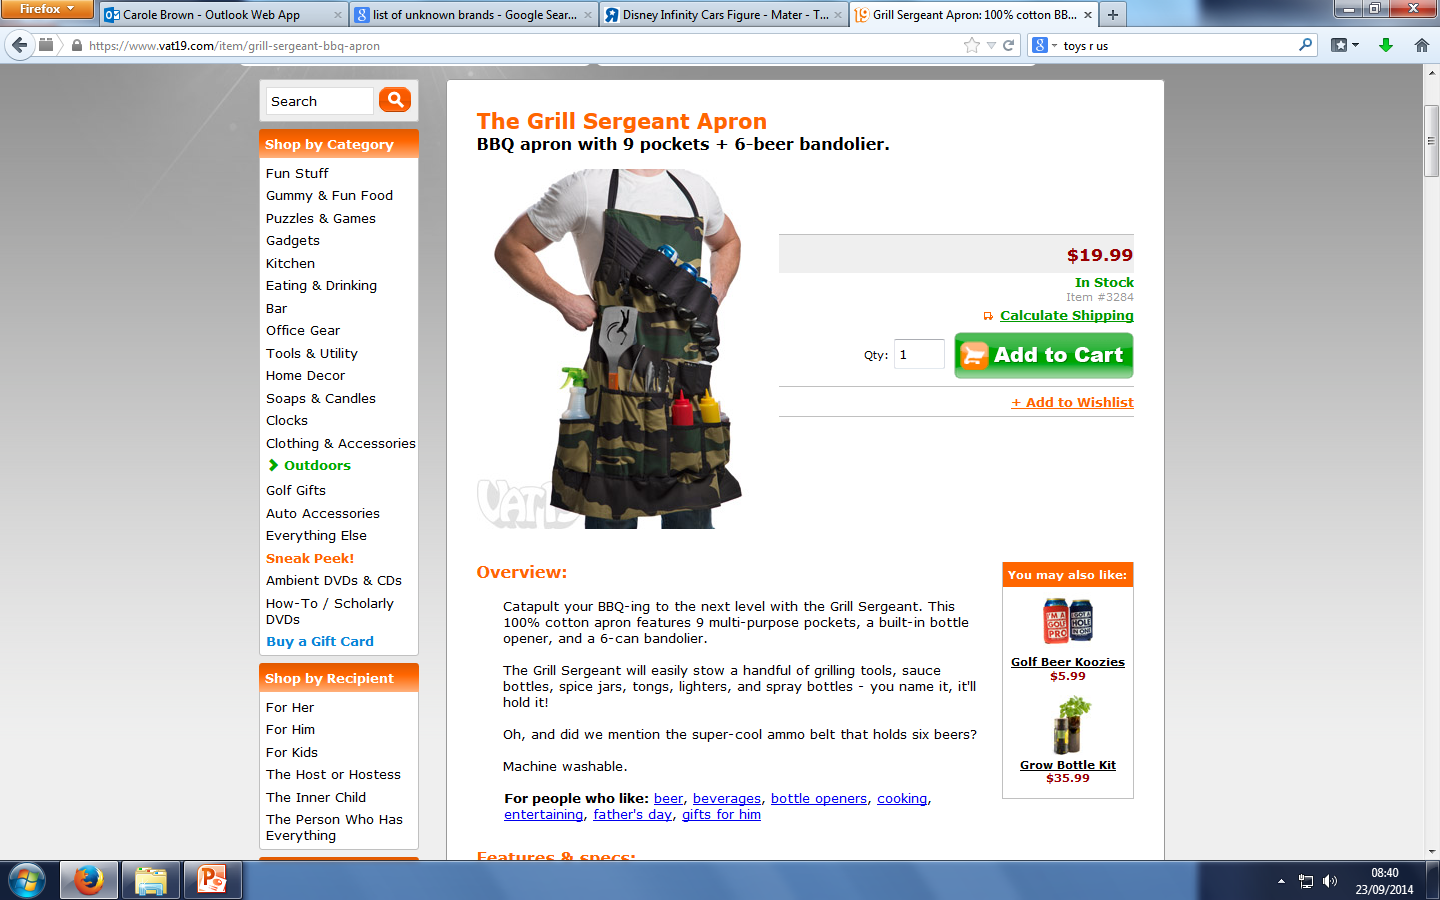 Firefox
Carole Brown - Outlook Web App
list of unknown brands - Google Sear...
Disney Infinity Cars Figure - Mater - T...
Grill Sergeant Apron: 100% cotton BB...
https://www.vat19.com/item/grill-sergeant-bbq-apron
toys r us
Search
Shop by Category
Fun Stuff
Gummy & Fun Food
Puzzles & Games
Gadgets
Kitchen
Eating & Drinking
Bar
Office Gear
Tools & Utility
Home Decor
Soaps & Candles
Clocks
Clothing & Accessories
Outdoors
Golf Gifts
Auto Accessories
Everything Else
Sneak Peek!
Ambient DVDs & CDs
How-To / Scholarly
DVDs
Buy a Gift Card
Shop by Recipient
For Her
For Him
For Kids
The Host or Hostess
The Inner Child
The Person Who Has
Everything
The Grill Sergeant Apron
BBQ apron with 9 pockets + 6-beer bandolier.
VAT19
$19.99
In Stock
Item #3284
Calculate Shipping
Qty: 1
Add to Cart
+ Add to Wishlist
Overview:
Catapult your BBQ-ing to the next level with the Grill Sergeant. This
100% cotton apron features 9 multi-purpose pockets, a built-in bottle
opener, and a 6-can bandolier.
The Grill Sergeant will easily stow a handful of grilling tools, sauce
bottles, spice jars, tongs, lighters, and spray bottles - you name it, it'll
hold it!
Oh, and did we mention the super-cool ammo belt that holds six beers?
Machine washable.
For people who like: beer, beverages, bottle openers, cooking,
entertaining, father's day, gifts for him
Features & specs:
You may also like:
I'M A
GOLF
PRO
I GOT A
HOLE
IN ONE
Golf Beer Koozies
$5.99
Grow Bottle Kit
$35.99
08:40
23/09/2014